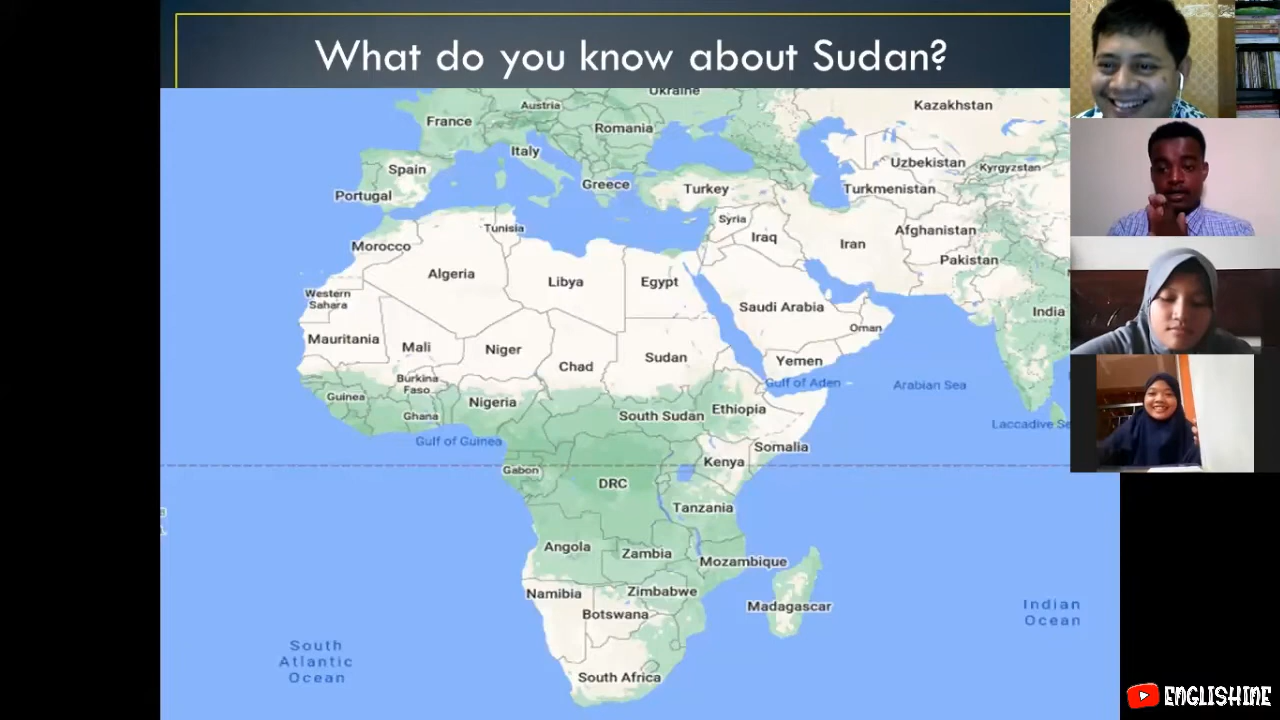 What do you know about Sudan?
Ukraine
Kazakhstan
Austria
France
Romania
Italy
Uzbekistan
Kyrgyzstan
Spain
Greece
Turkey
Turkmenistan
Portugal
Syria
Tunisia
Afghanistan
Morocco
Iraq
Iran
Pakistan
Algeria
Libya
Egypt
Western
Sahara
Saudi Arabia
India
Oman
Mauritania
Mali
Niger
Sudan
Yemen
Chad
Burkina
Faso
Gulf of Aden
Arabian Sea
Guinea
Nigeria
Ethiopia
Ghana
South Sudan
Laccadive Se
Gulf of Guinea
Somalia
Kenya
Gabon
DRC
Tanzania
Angola
Zambia
Mozambique
Namibia
Zimbabwe
Botswana
Madagascar
Indian
Ocean
South
Atlantic
Ocean
South Africa
ENGLISHINE